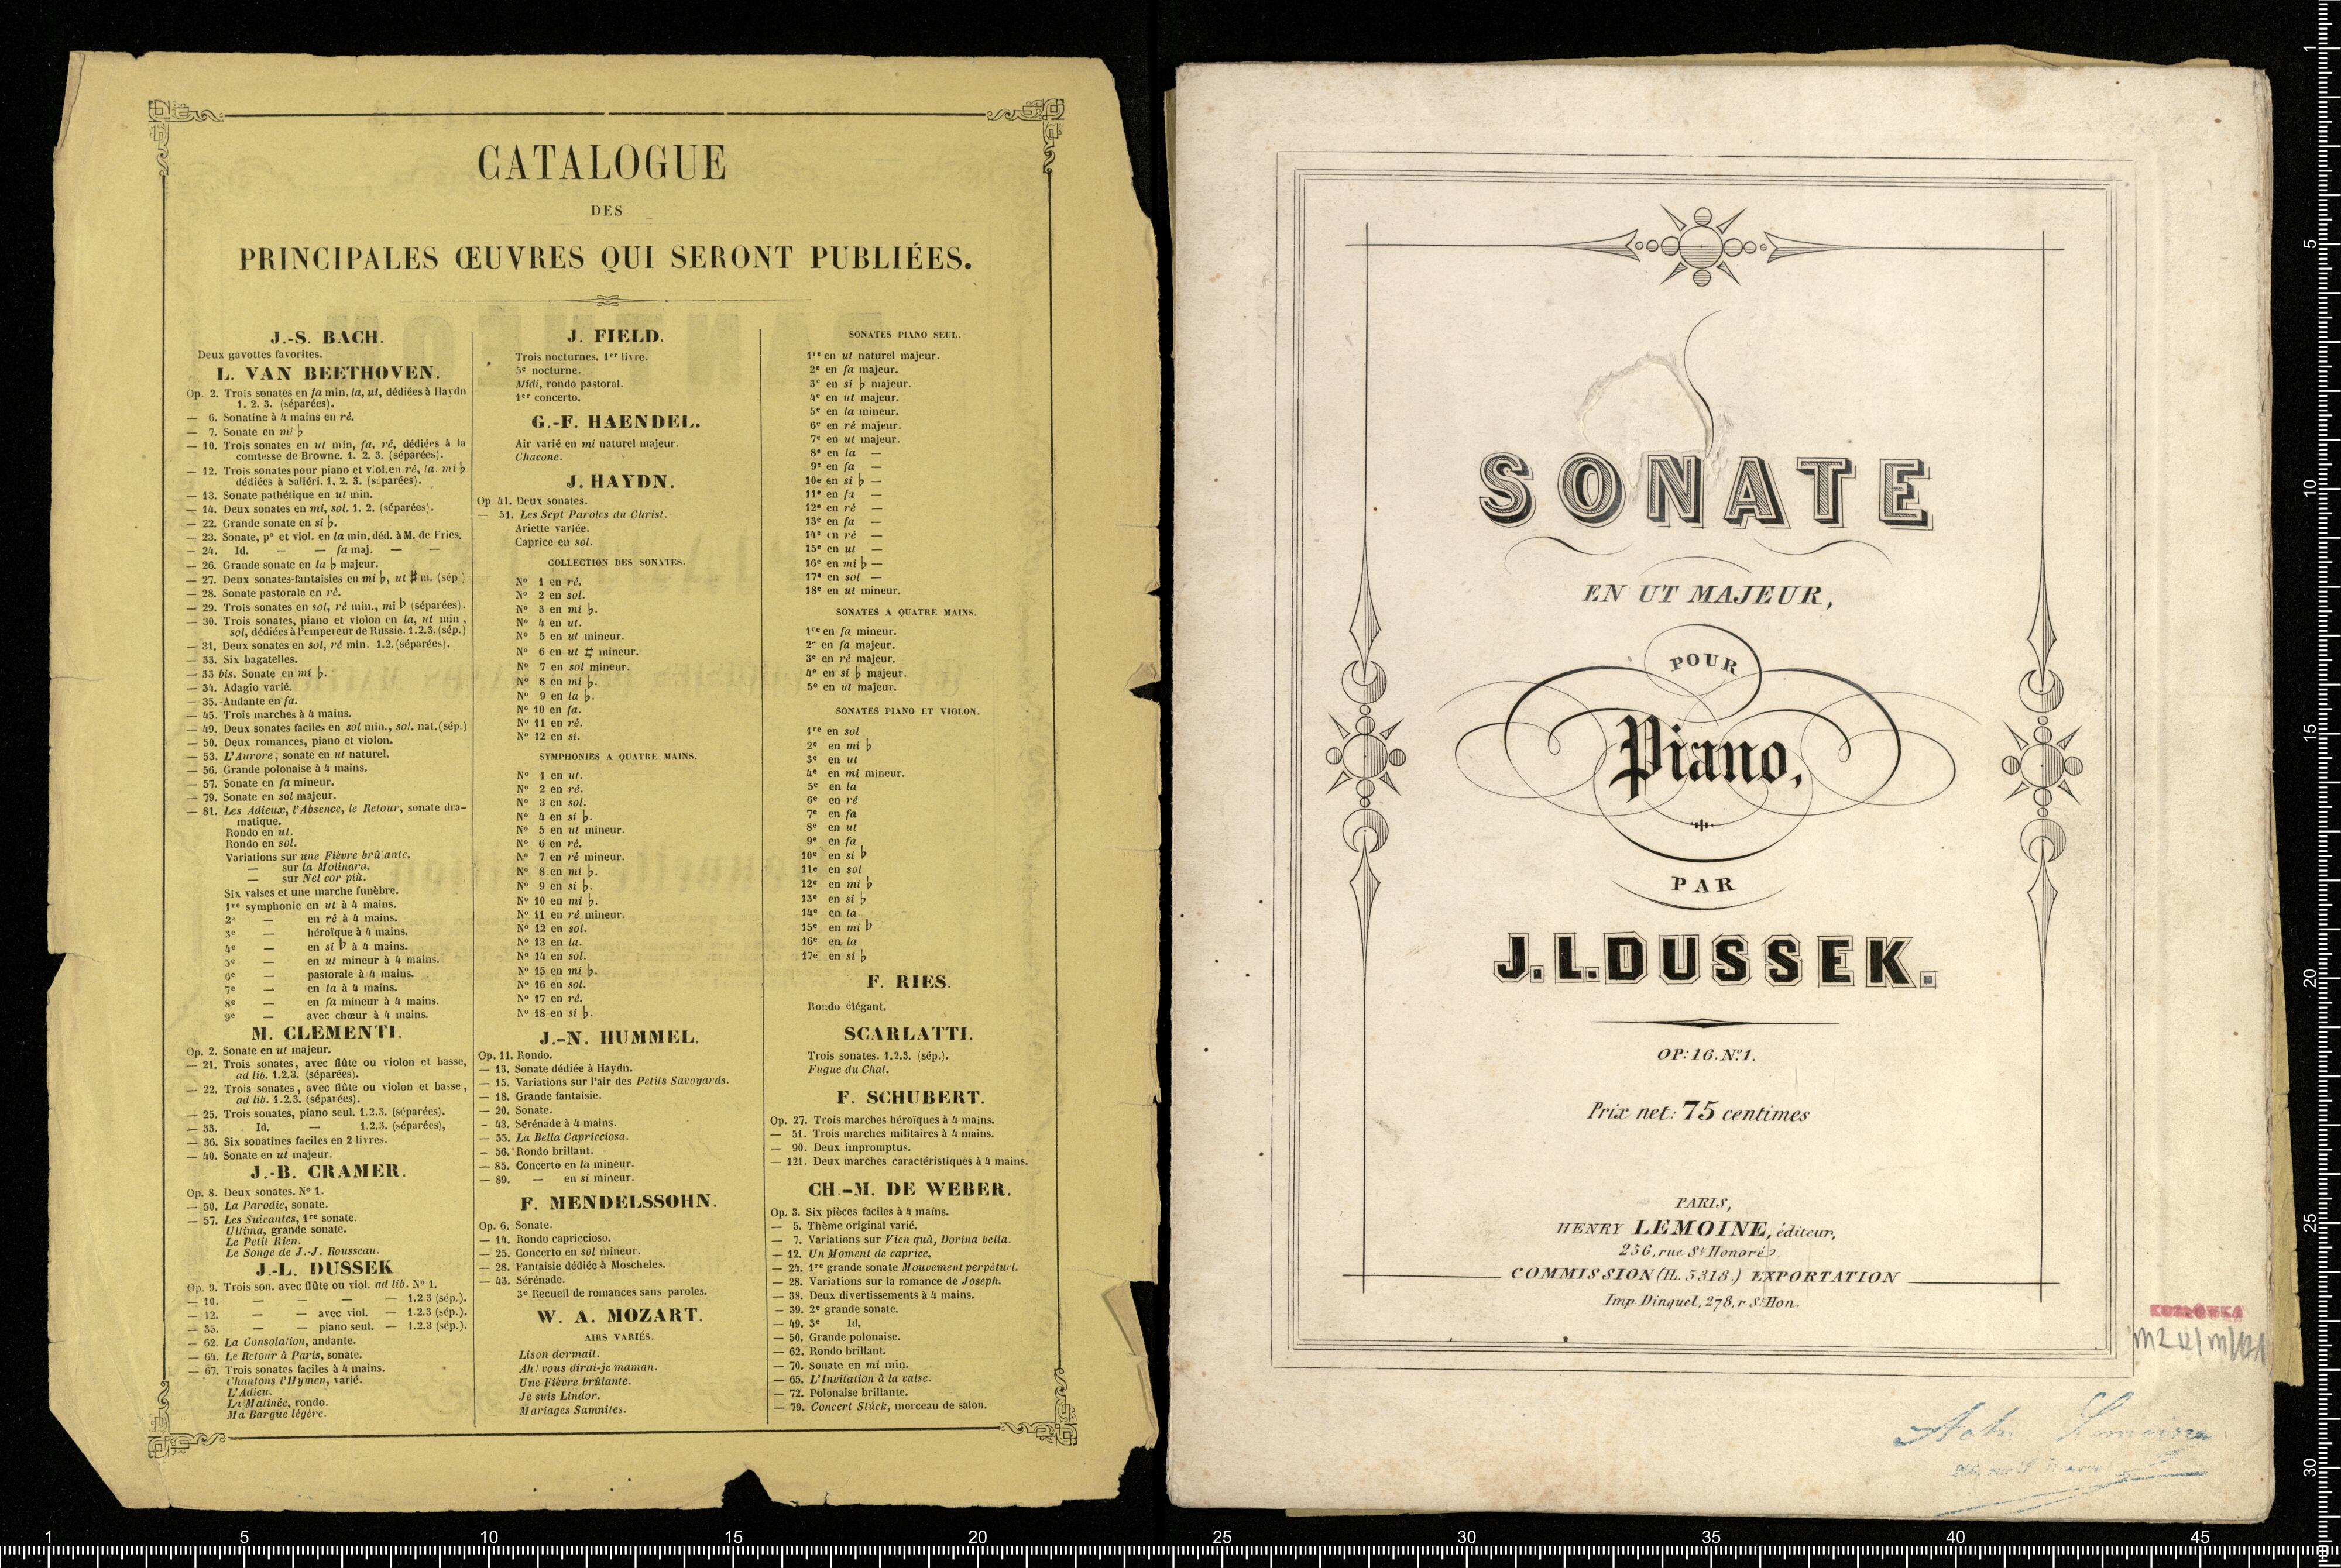 CATALOGUE
DES
PRINCIPALES ŒUVRES QUI SERONT PUBLIÉES.
J.-S. BACH.
Deux gavottes favorites.
L. VAN BEETHOVEN.
Op. 2. Trois sonates en fa min. la, ut, dédiées à Haydn
1. 2. 3. (séparées).
— 6. Sonatine à 4 mains en ré.
— 7. Sonate en mi ♭
— 10. Trois sonates en ut min, fa, ré, dédiées à la
comtesse de Browne. 1. 2. 3. (séparées).
— 12. Trois sonates pour piano et viol. en ré, la. mi ♭
dédiées à Saliéri. 1. 2. 3. (séparées).
— 13. Sonate pathétique en ut min.
— 14. Deux sonates en mi, sol. 1. 2. (séparées).
— 22. Grande sonate en si ♭.
— 23. Sonate, po et viol. en la min. déd. à M. de Fries.
— 24. Id. — — fa maj. — —
— 26. Grande sonate en la ♭ majeur.
— 27. Deux sonates-fantaisies en mi ♭, ut ♯ m. (sép.)
— 28. Sonate pastorale en ré.
— 29. Trois sonates en sol, ré min., mi ♭ (séparées).
— 30. Trois sonates, piano et violon en la, ut min,
sol, dédiées à l'empereur de Russie. 1.2.3. (sép.)
— 31. Deux sonates en sol, ré min. 1.2. (séparées).
— 33. Six bagatelles.
— 33 bis. Sonate en mi ♭.
— 34. Adagio varié.
— 35. Andante en fa.
— 45. Trois marches à 4 mains.
— 49. Deux sonates faciles en sol min., sol. nat. (sép.)
— 50. Deux romances, piano et violon.
— 53. L'Aurore, sonate en ut naturel.
— 56. Grande polonaise à 4 mains.
— 57. Sonate en fa mineur.
— 79. Sonate en sol majeur.
— 81. Les Adieux, l'Absence, le Retour, sonate dra-
matique.
Rondo en ut.
Rondo en sol.
Variations sur une Fièvre brûlante.
— sur la Molinara.
— sur Nel cor più.
Six valses et une marche funèbre.
1re symphonie en ut à 4 mains.
2e — en ré à 4 mains.
3e — héroïque à 4 mains.
4e — en si ♭ à 4 mains.
5e — en ut mineur à 4 mains.
6e — pastorale à 4 mains.
7e — en la à 4 mains.
8e — en fa mineur à 4 mains.
9e — avec chœur à 4 mains.
M. CLEMENTI.
Op. 2. Sonate en ut majeur.
— 21. Trois sonates, avec flûte ou violon et basse,
ad lib. 1.2.3. (séparées).
— 22. Trois sonates, avec flûte ou violon et basse,
ad lib. 1.2.3. (séparées).
— 25. Trois sonates, piano seul. 1.2.3. (séparées).
— 33. Id. — 1.2.3. (séparées),
— 36. Six sonatines faciles en 2 livres.
— 40. Sonate en ut majeur.
J.-B. CRAMER.
Op. 8. Deux sonates. No 1.
— 50. La Parodie, sonate.
— 57. Les Suivantes, 1re sonate.
Ultima, grande sonate.
Le Petit Rien.
Le Songe de J.-J. Rousseau.
J.-L. DUSSEK
Op. 9. Trois son. avec flûte ou viol. ad lib. No 1.
— 10. — — — 1.2.3 (sép.).
— 12. — — avec viol. — 1.2.3 (sép.).
— 35. — — piano seul. — 1.2.3 (sép.).
— 62. La Consolation, andante.
— 64. Le Retour à Paris, sonate.
— 67. Trois sonates faciles à 4 mains.
Chantons l'Hymen, varié.
L'Adieu.
La Matinée, rondo.
Ma Barque légère.
J. FIELD.
Trois nocturnes. 1er livre.
5e nocturne.
Midi, rondo pastoral.
1er concerto.
G.-F. HAENDEL.
Air varié en mi naturel majeur.
Chacone.
J. HAYDN.
Op 41. Deux sonates.
— 51. Les Sept Paroles du Christ.
Ariette variée.
Caprice en sol.
COLLECTION DES SONATES.
No 1 en ré.
No 2 en sol.
No 3 en mi ♭.
No 4 en ut.
No 5 en ut mineur.
No 6 en ut ♯ mineur.
No 7 en sol mineur.
No 8 en mi ♭.
No 9 en la ♭.
No 10 en fa.
No 11 en ré.
No 12 en si.
SYMPHONIES A QUATRE MAINS.
No 1 en ut.
No 2 en ré.
No 3 en sol.
No 4 en si ♭.
No 5 en ut mineur.
No 6 en ré.
No 7 en ré mineur.
No 8 en mi ♭.
No 9 en si ♭.
No 10 en mi ♭.
No 11 en ré mineur.
No 12 en sol.
No 13 en la.
No 14 en sol.
No 15 en mi ♭.
No 16 en sol.
No 17 en ré.
No 18 en si ♭.
J.-N. HUMMEL.
Op. 11. Rondo.
— 13. Sonate dédiée à Haydn.
— 15. Variations sur l'air des Petits Savoyards.
— 18. Grande fantaisie.
— 20. Sonate.
— 43. Sérénade à 4 mains.
— 55. La Bella Capricciosa.
— 56. Rondo brillant.
— 85. Concerto en la mineur.
— 89. — en si mineur.
F. MENDELSSOHN.
Op. 6. Sonate.
— 14. Rondo capriccioso.
— 25. Concerto en sol mineur.
— 28. Fantaisie dédiée à Moscheles.
— 43. Sérénade.
3e Recueil de romances sans paroles.
W. A. MOZART.
AIRS VARIÉS.
Lison dormait.
Ah! vous dirai-je maman.
Une Fièvre brûlante.
Je suis Lindor.
Mariages Samnites.
SONATES PIANO SEUL.
1re en ut naturel majeur.
2e en fa majeur.
3e en si ♭ majeur.
4e en ut majeur.
5e en la mineur.
6e en ré majeur.
7e en ut majeur.
8e en la —
9e en fa —
10e en si ♭ —
11e en fa —
12e en ré —
13e en fa —
14e en ré —
15e en ut —
16e en mi ♭ —
17e en sol —
18e en ut mineur.
SONATES A QUATRE MAINS.
1re en fa mineur.
2e en fa majeur.
3e en ré majeur.
4e en si ♭ majeur.
5e en ut majeur.
SONATES PIANO ET VIOLON.
1re en sol
2e en mi ♭
3e en ut
4e en mi mineur.
5e en la
6e en ré
7e en fa
8e en ut
9e en fa
10e en si ♭
11e en sol
12e en mi ♭
13e en si ♭
14e en la
15e en mi ♭
16e en la
17e en si ♭
F. RIES.
Rondo élégant.
SCARLATTI.
Trois sonates. 1.2.3. (sép.).
Fugue du Chat.
F. SCHUBERT.
Op. 27. Trois marches héroïques à 4 mains.
— 51. Trois marches militaires à 4 mains.
— 90. Deux impromptus.
— 121. Deux marches caractéristiques à 4 mains.
CH.-M. DE WEBER.
Op. 3. Six pièces faciles à 4 mains.
— 5. Thème original varié.
— 7. Variations sur Vien quà, Dorina bella.
— 12. Un Moment de caprice.
— 24. 1re grande sonate Mouvement perpétuel.
— 28. Variations sur la romance de Joseph.
— 38. Deux divertissements à 4 mains.
— 39. 2e grande sonate.
— 49. 3e Id.
— 50. Grande polonaise.
— 62. Rondo brillant.
— 70. Sonate en mi min.
— 65. L'Invitation à la valse.
— 72. Polonaise brillante.
— 79. Concert Stück, morceau de salon.
SONATE
EN UT MAJEUR,
POUR
Piano,
PAR
J.L.DUSSEK.
OP: 16. No 1.
Prix net: 75 centimes
PARIS,
HENRY LEMOINE, éditeur,
256, rue St Honoré
COMMISSION (H. 5318.) EXPORTATION
Imp. Dinquel, 278, r St Hon.
KOZŁÓWKA
1 5 10 15 20 25 30 35 40 45
1 5 10 15 20 25 30